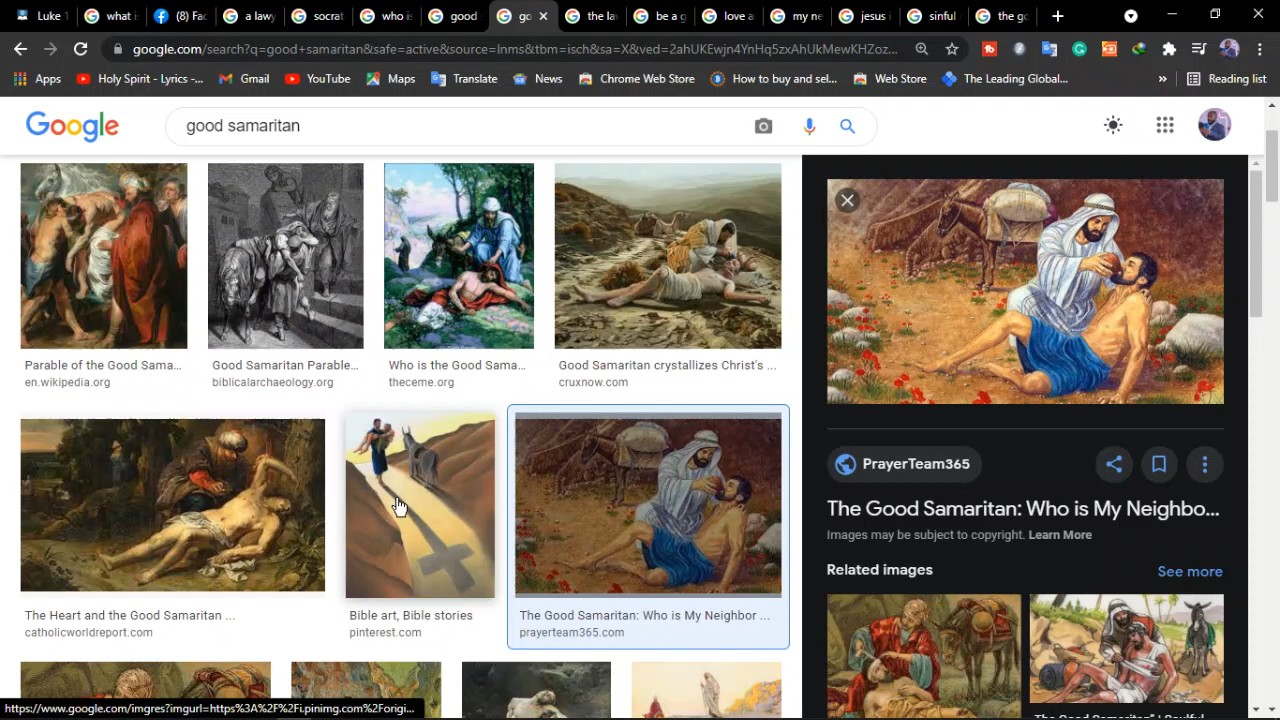 Luke 1
what i
(8) Fac
a lawy
socrat
who is
good
go
the la
be a g
love a
my ne
jesus i
sinful
the go
google.com/search?q=good+samaritan&safe=active&source=lnms&tbm=isch&sa=X&ved=2ahUKEwjn4YnHq5zxAhUkMewKHZoz...
Apps
Holy Spirit - Lyrics -...
Gmail
YouTube
Maps
Translate
News
Chrome Web Store
How to Buy and sel...
Web Store
The Leading Global...
»
Reading list
Google
good samaritan
Parable of the Good Sama...
en.wikipedia.org
Good Samaritan Parable...
biblicalarchaeology.org
Who is the Good Sama...
theceme.org
Good Samaritan crystallizes Christ's ...
cruxnow.com
The Heart and the Good Samaritan ...
catholicworldreport.com
Bible art, Bible stories
pinterest.com
The Good Samaritan: Who is My Neighbor ...
prayerteam365.com
PrayerTeam365
The Good Samaritan: Who is My Neighbo...
Images may be subject to copyright. Learn More
Related images
See more
The Good Samaritan" | Soulful
https://www.google.com/imgres?imgurl=https%3A%2F%2Fi.pinimg.com%2Forigi...